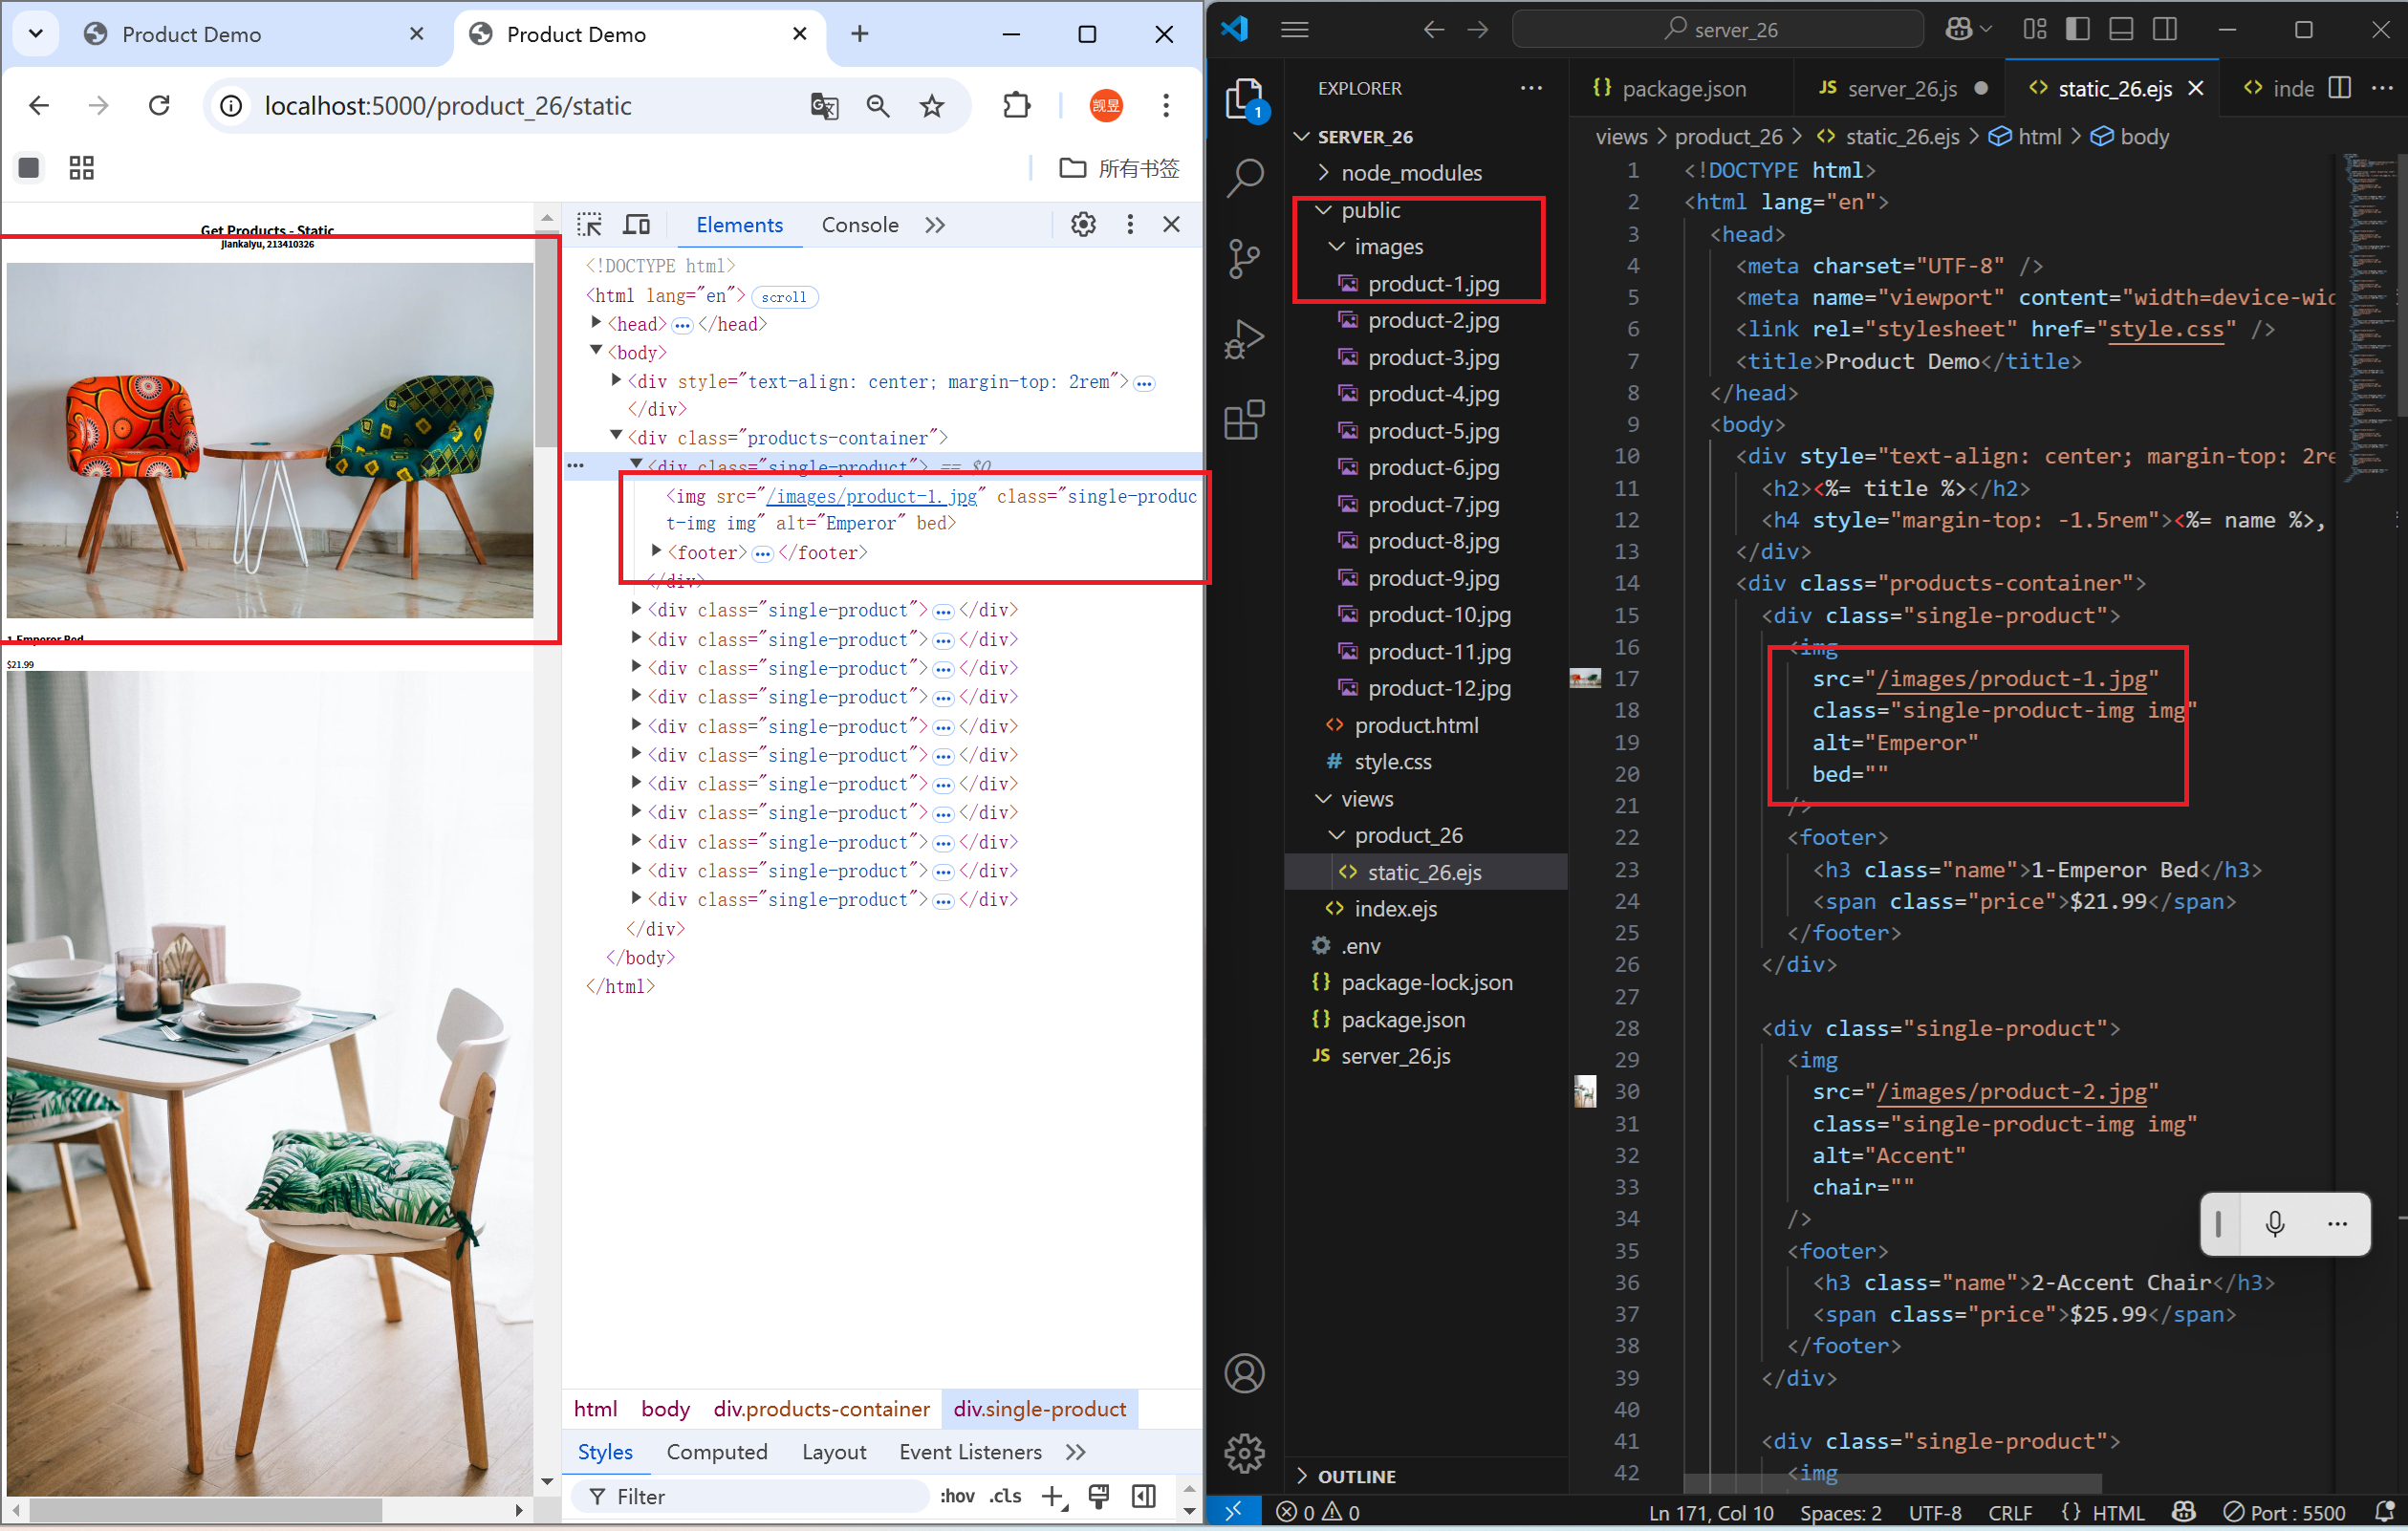 Product Demo
Product Demo
localhost:5000/product_26/static
觊昱
所有书签
Get Products - Static
Jiankaiyu, 213410326
1-Emperor Bed
$21.99
Elements
Console
<!DOCTYPE html>
<html lang="en"> scroll
<head> ... </head>
<body>
<div style="text-align: center; margin-top: 2rem"> ...
</div>
<div class="products-container">
... <div class="single-product"> == $0
<img src="/images/product-1.jpg" class="single-produc
t-img img" alt="Emperor" bed>
<footer> ... </footer>
</div>
<div class="single-product"> ... </div>
<div class="single-product"> ... </div>
<div class="single-product"> ... </div>
<div class="single-product"> ... </div>
<div class="single-product"> ... </div>
<div class="single-product"> ... </div>
<div class="single-product"> ... </div>
<div class="single-product"> ... </div>
<div class="single-product"> ... </div>
<div class="single-product"> ... </div>
<div class="single-product"> ... </div>
</div>
</body>
</html>
html body div.products-container div.single-product
Styles Computed Layout Event Listeners
Filter
:hov .cls
server_26
1
EXPLORER
SERVER_26
node_modules
public
images
product-1.jpg
product-2.jpg
product-3.jpg
product-4.jpg
product-5.jpg
product-6.jpg
product-7.jpg
product-8.jpg
product-9.jpg
product-10.jpg
product-11.jpg
product-12.jpg
<> product.html
# style.css
views
product_26
<> static_26.ejs
<> index.ejs
.env
{} package-lock.json
{} package.json
JS server_26.js
OUTLINE
{} package.json
JS server_26.js
<> static_26.ejs
<> inde
views > product_26 > <> static_26.ejs > html > body
1 <!DOCTYPE html>
2 <html lang="en">
3 <head>
4 <meta charset="UTF-8" />
5 <meta name="viewport" content="width=device-wid
6 <link rel="stylesheet" href="style.css" />
7 <title>Product Demo</title>
8 </head>
9 <body>
10 <div style="text-align: center; margin-top: 2re
11 <h2><%= title %></h2>
12 <h4 style="margin-top: -1.5rem"><%= name %>,
13 </div>
14 <div class="products-container">
15 <div class="single-product">
16 <img
17 src="/images/product-1.jpg"
18 class="single-product-img img"
19 alt="Emperor"
20 bed=""
21 />
22 <footer>
23 <h3 class="name">1-Emperor Bed</h3>
24 <span class="price">$21.99</span>
25 </footer>
26 </div>
27
28 <div class="single-product">
29 <img
30 src="/images/product-2.jpg"
31 class="single-product-img img"
32 alt="Accent"
33 chair=""
34 />
35 <footer>
36 <h3 class="name">2-Accent Chair</h3>
37 <span class="price">$25.99</span>
38 </footer>
39 </div>
40
41 <div class="single-product">
42 <img
0 0
Ln 171, Col 10
Spaces: 2
UTF-8
CRLF
{} HTML
Port : 5500